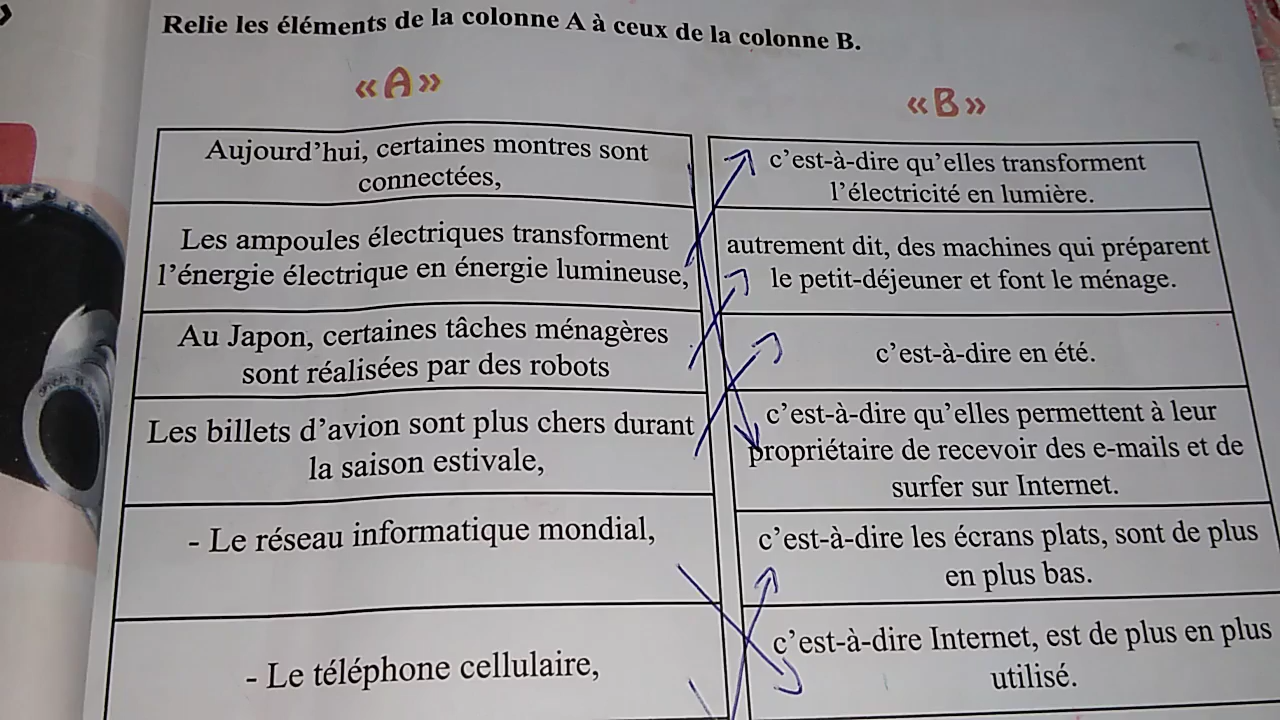 Relie les éléments de la colonne A à ceux de la colonne B.
«A»
«B»
Aujourd'hui, certaines montres sont
connectées,
c'est-à-dire qu'elles transforment
l'électricité en lumière.
Les ampoules électriques transforment
l'énergie électrique en énergie lumineuse,
autrement dit, des machines qui préparent
le petit-déjeuner et font le ménage.
Au Japon, certaines tâches ménagères
sont réalisées par des robots
c'est-à-dire en été.
Les billets d'avion sont plus chers durant
la saison estivale,
c'est-à-dire qu'elles permettent à leur
propriétaire de recevoir des e-mails et de
surfer sur Internet.
- Le réseau informatique mondial,
c'est-à-dire les écrans plats, sont de plus
en plus bas.
- Le téléphone cellulaire,
c'est-à-dire Internet, est de plus en plus
utilisé.